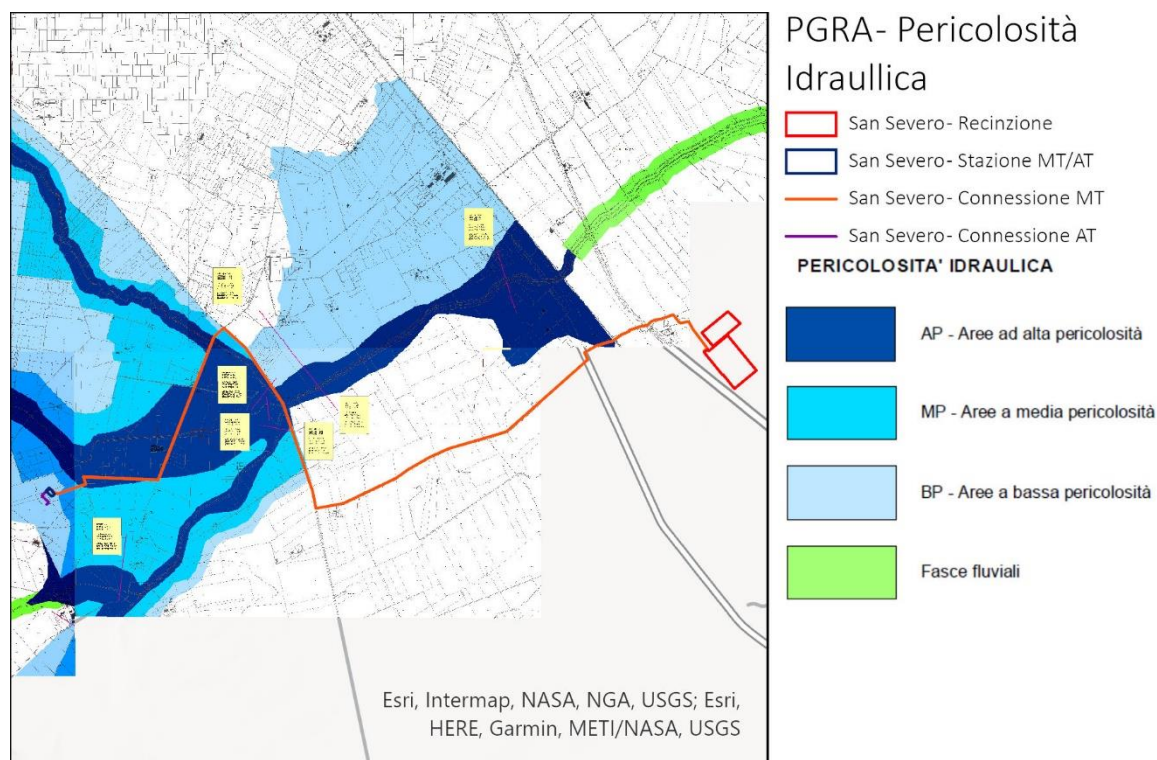 PGRA- Pericolosità
Idraullica
San Severo- Recinzione
San Severo- Stazione MT/AT
San Severo- Connessione MT
San Severo- Connessione AT
PERICOLOSITA' IDRAULICA
AP - Aree ad alta pericolosità
MP - Aree a media pericolosità
BP - Aree a bassa pericolosità
Fasce fluviali
Esri, Intermap, NASA, NGA, USGS; Esri,
HERE, Garmin, METI/NASA, USGS